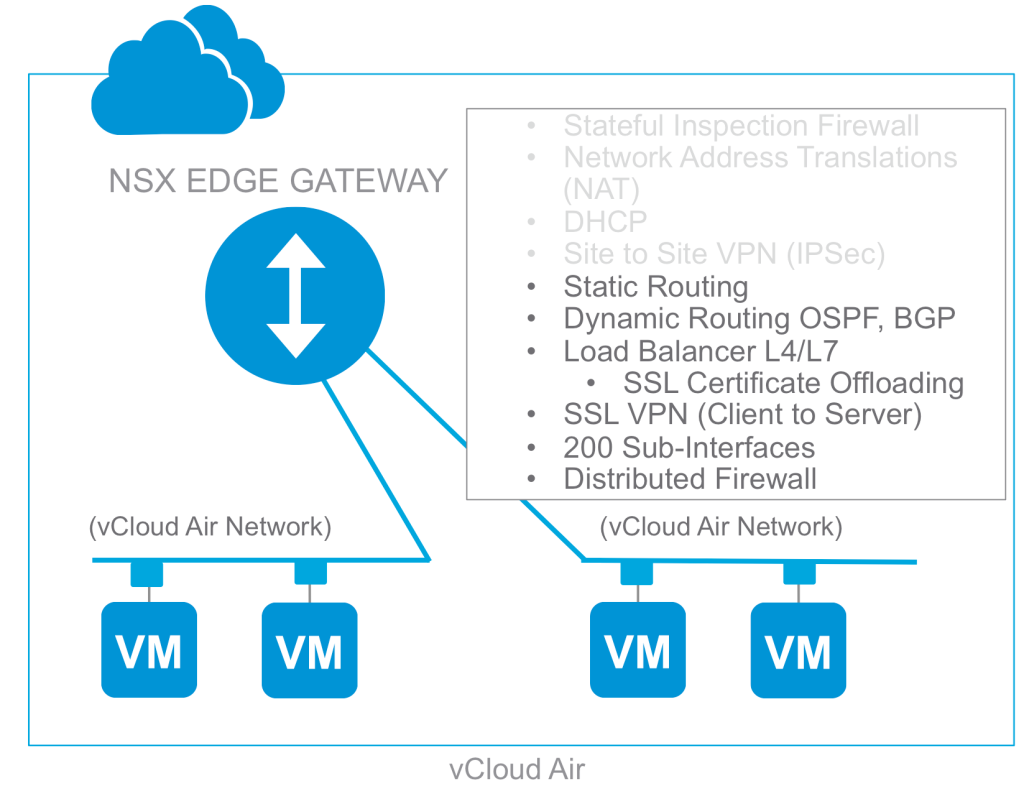 NSX EDGE GATEWAY
• Stateful Inspection Firewall
• Network Address Translations
(NAT)
• DHCP
• Site to Site VPN (IPSec)
• Static Routing
• Dynamic Routing OSPF, BGP
• Load Balancer L4/L7
• SSL Certificate Offloading
• SSL VPN (Client to Server)
• 200 Sub-Interfaces
• Distributed Firewall
(vCloud Air Network)
(vCloud Air Network)
VM
VM
VM
VM
vCloud Air